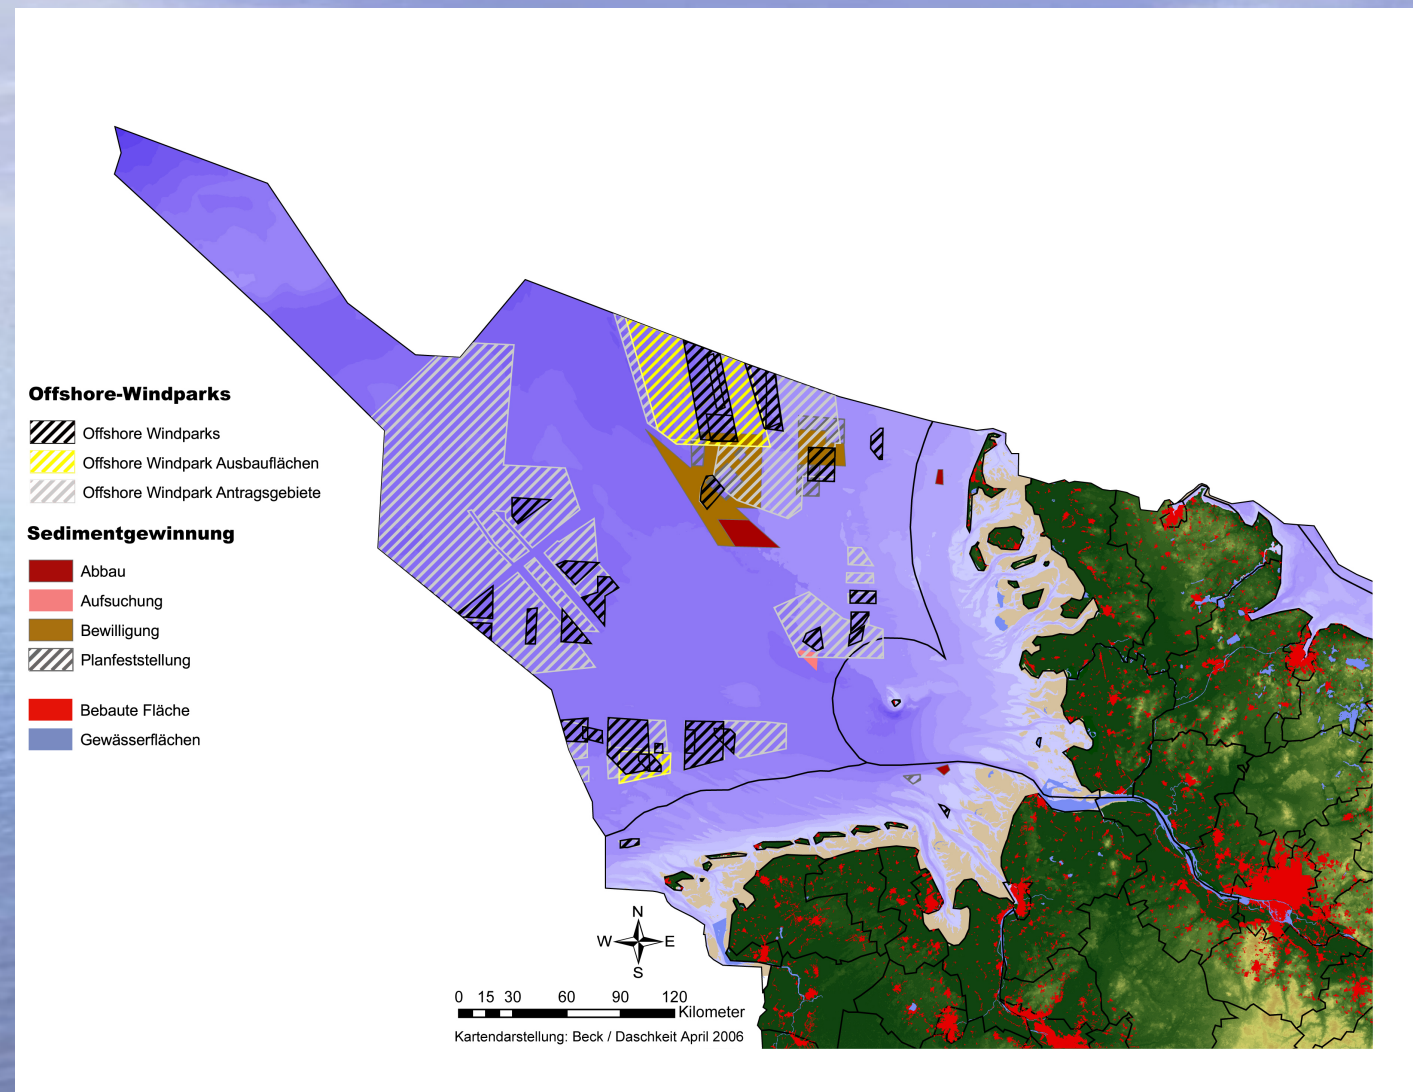 Offshore-Windparks
Offshore Windparks
Offshore Windpark Ausbauflächen
Offshore Windpark Antragsgebiete
Sedimentgewinnung
Abbau
Aufsuchung
Bewilligung
Planfeststellung
Bebaute Fläche
Gewässerflächen
N
W E
S
0 15 30 60 90 120
Kilometer
Kartendarstellung: Beck / Daschkeit April 2006